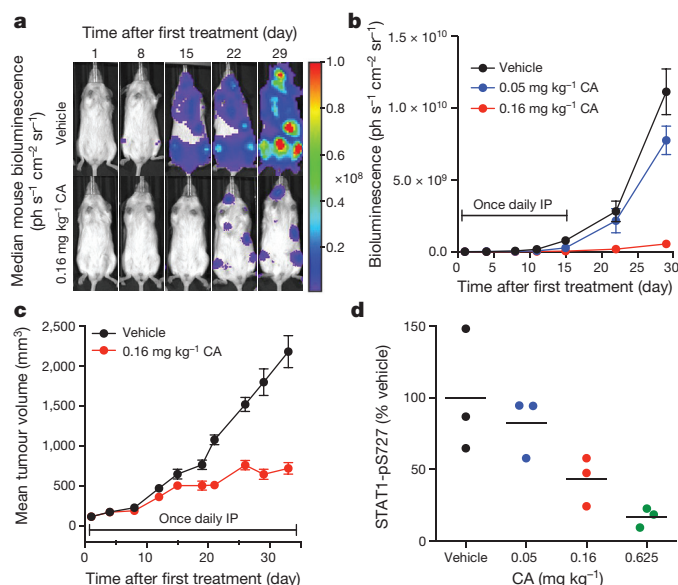 a
Time after first treatment (day)
1 8 15 22 29
Median mouse bioluminescence
(ph s⁻¹ cm⁻² sr⁻¹)
Vehicle
0.16 mg kg⁻¹ CA
1.0
0.8
0.6
×10⁸
0.4
0.2
b
Bioluminescence (ph s⁻¹ cm⁻² sr⁻¹)
1.5 × 10¹⁰
1.0 × 10¹⁰
5.0 × 10⁹
0.0
Vehicle
0.05 mg kg⁻¹ CA
0.16 mg kg⁻¹ CA
Once daily IP
0 5 10 15 20 25 30
Time after first treatment (day)
c
Mean tumour volume (mm³)
2,500
2,000
1,500
1,000
500
0
Vehicle
0.16 mg kg⁻¹ CA
Once daily IP
0 10 20 30
Time after first treatment (day)
d
STAT1-pS727 (% vehicle)
150
100
50
0
Vehicle 0.05 0.16 0.625
CA (mg kg⁻¹)